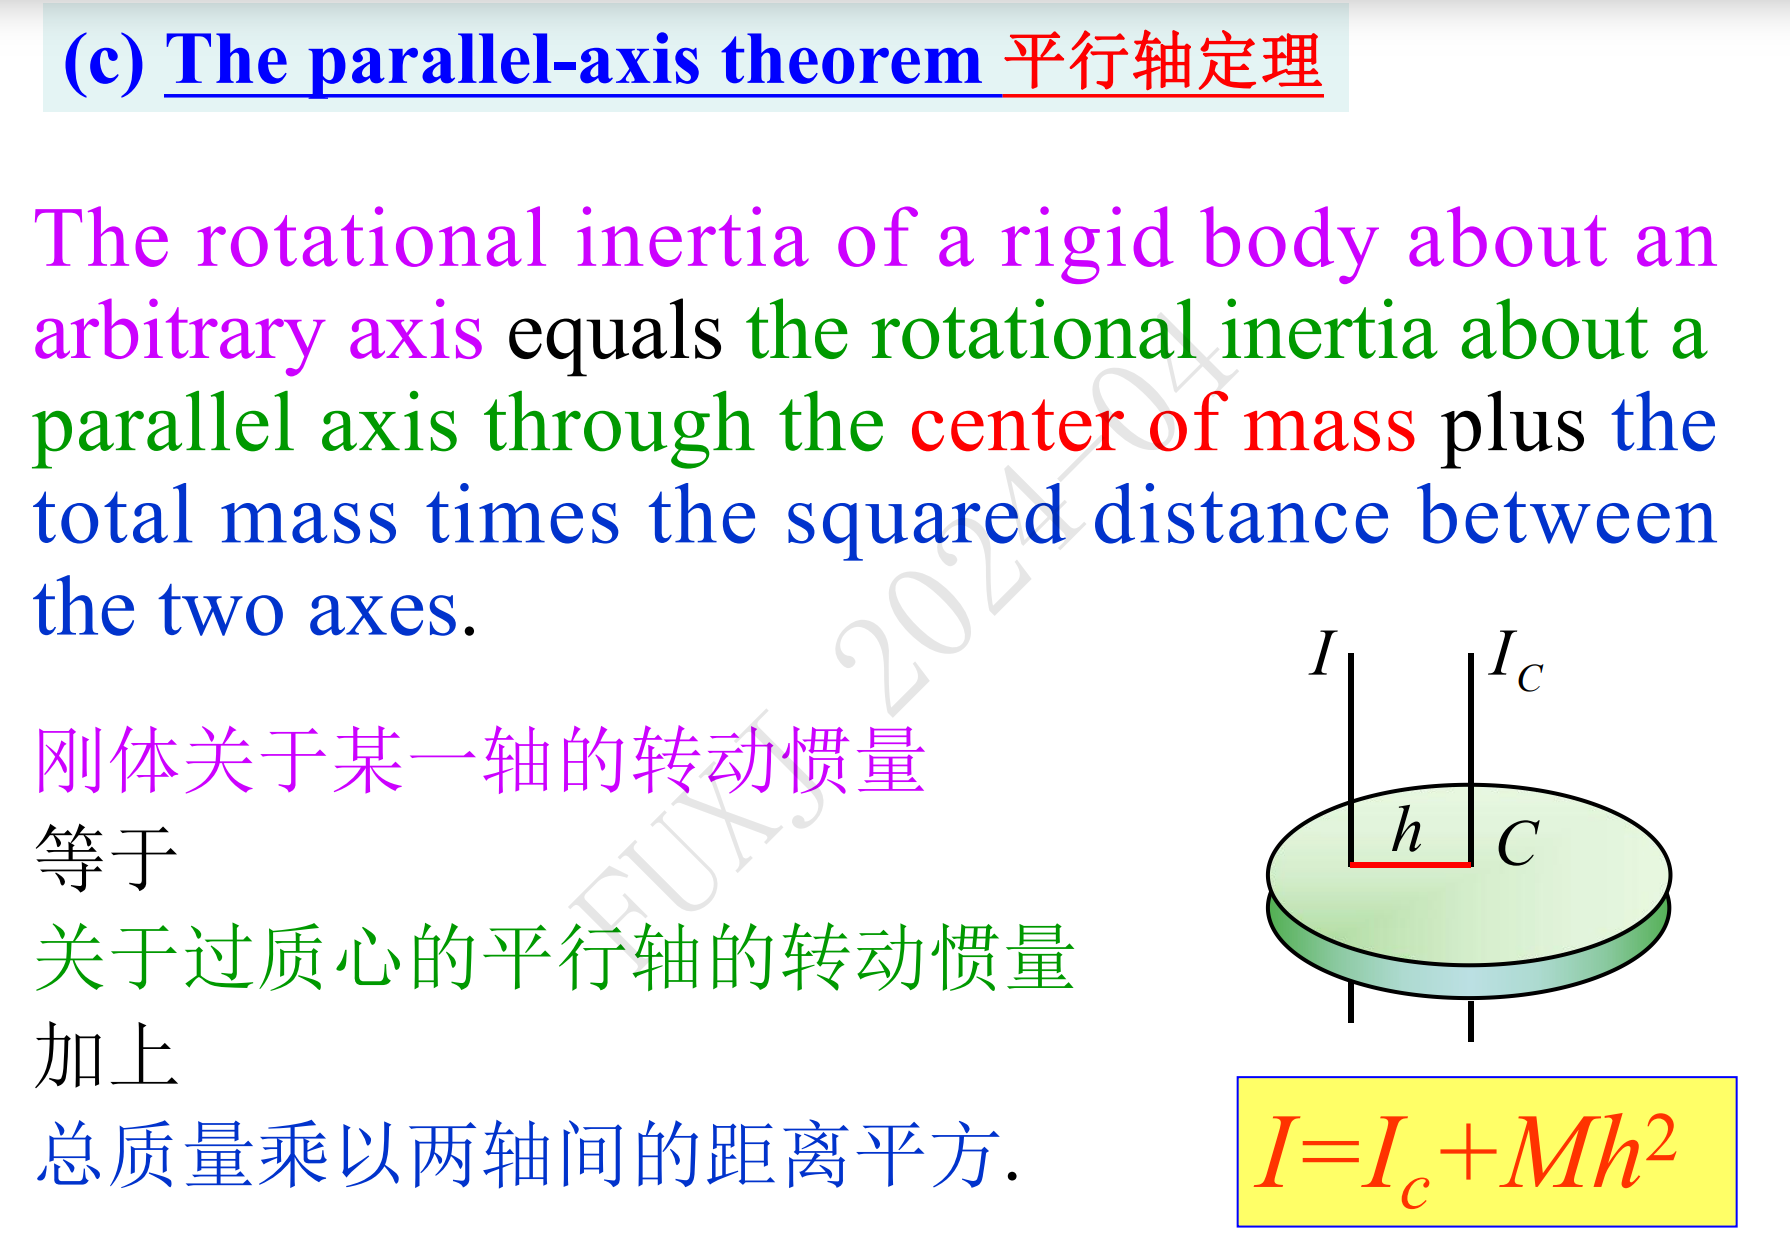 (c) The parallel-axis theorem 平行轴定理
The rotational inertia of a rigid body about an
arbitrary axis equals the rotational inertia about a
parallel axis through the center of mass plus the
total mass times the squared distance between
the two axes.
刚体关于某一轴的转动惯量
等于
关于过质心的平行轴的转动惯量
加上
总质量乘以两轴间的距离平方.
I
I_C
h
C
I=I_c+Mh²
FUXJ 2024-04